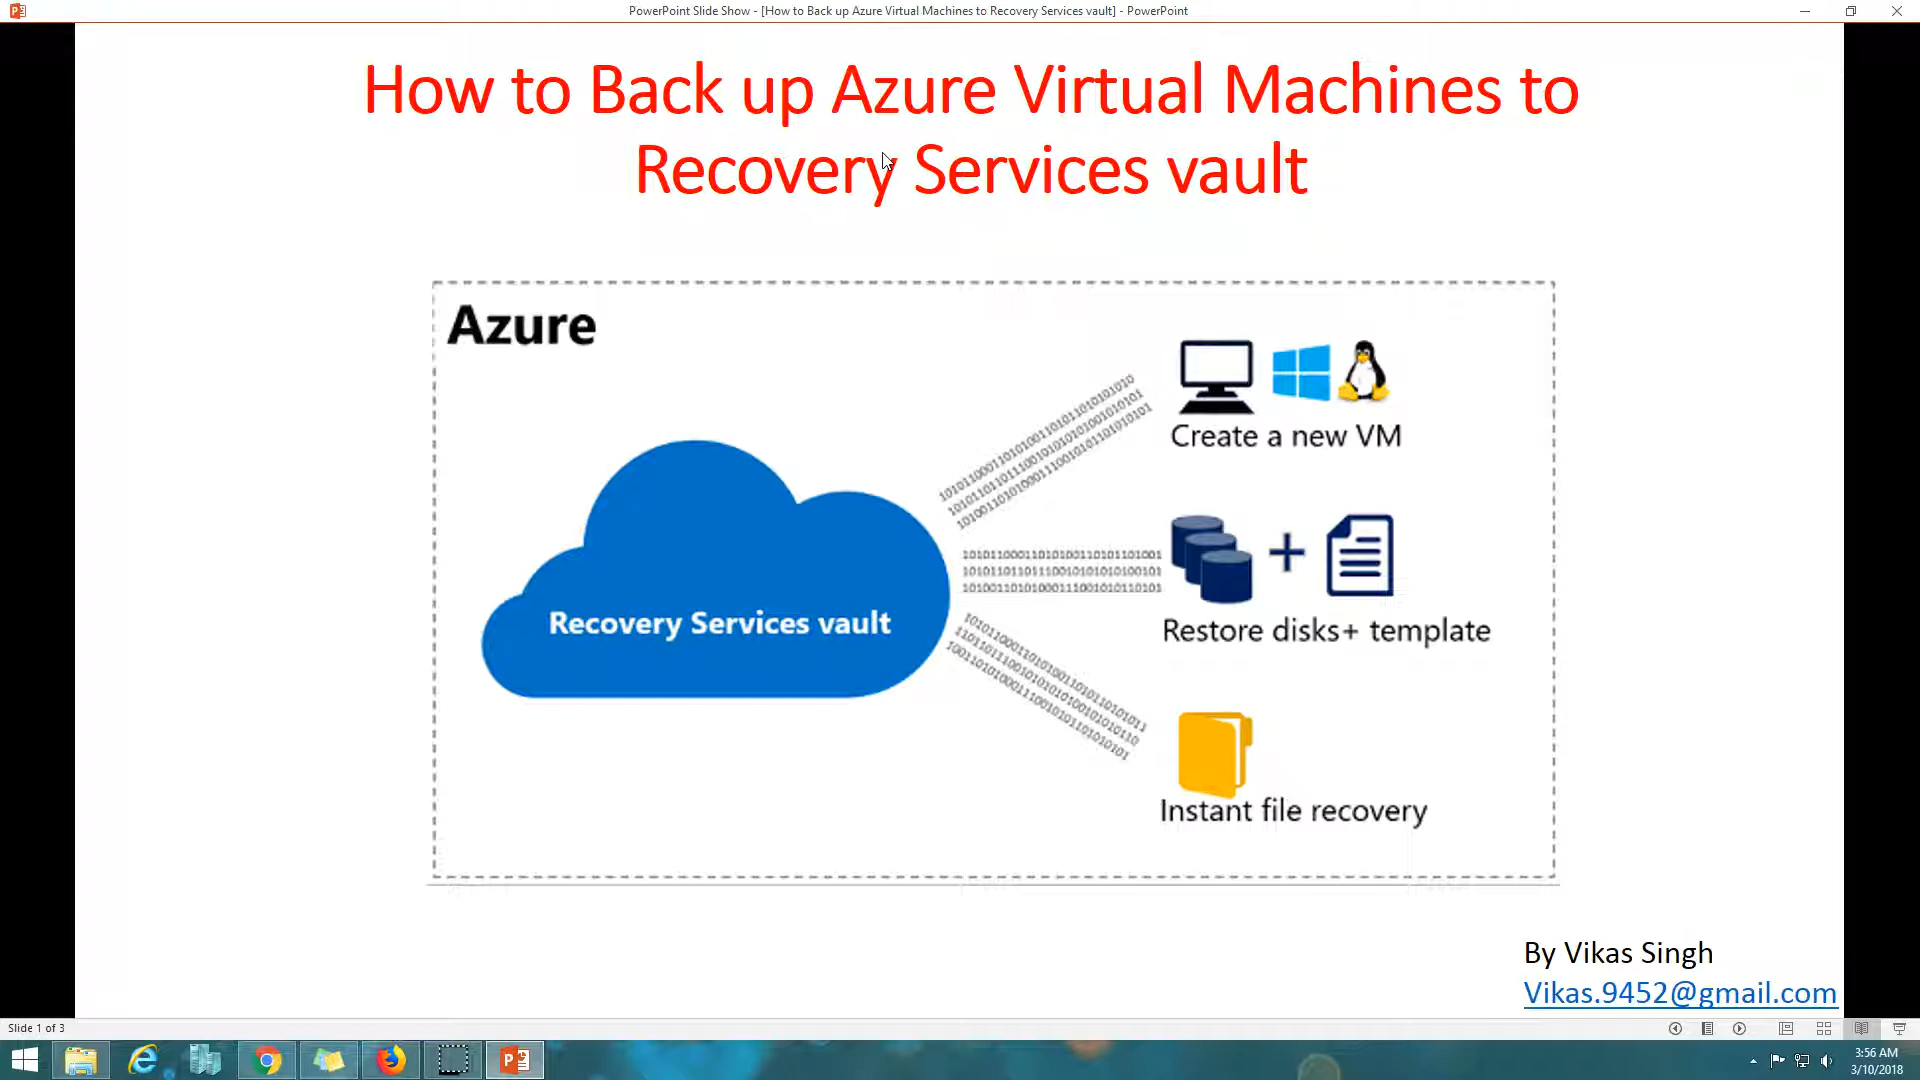 PowerPoint Slide Show - [How to Back up Azure Virtual Machines to Recovery Services vault] - PowerPoint
How to Back up Azure Virtual Machines to
Recovery Services vault
Azure
Create a new VM
Recovery Services vault
1010110001101010011010110 1001
Restore disks+ template
Instant file recovery
By Vikas Singh
Vikas.9452@gmail.com
Slide 1 of 3
3:56 AM
3/10/2018